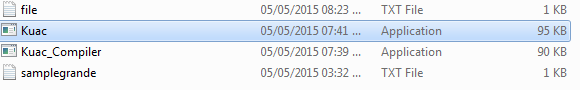 file 05/05/2015 08:23 ... TXT File 1 KB
Kuac 05/05/2015 07:41 ... Application 95 KB
Kuac_Compiler 05/05/2015 07:39 ... Application 90 KB
samplegrande 05/05/2015 03:32 ... TXT File 1 KB